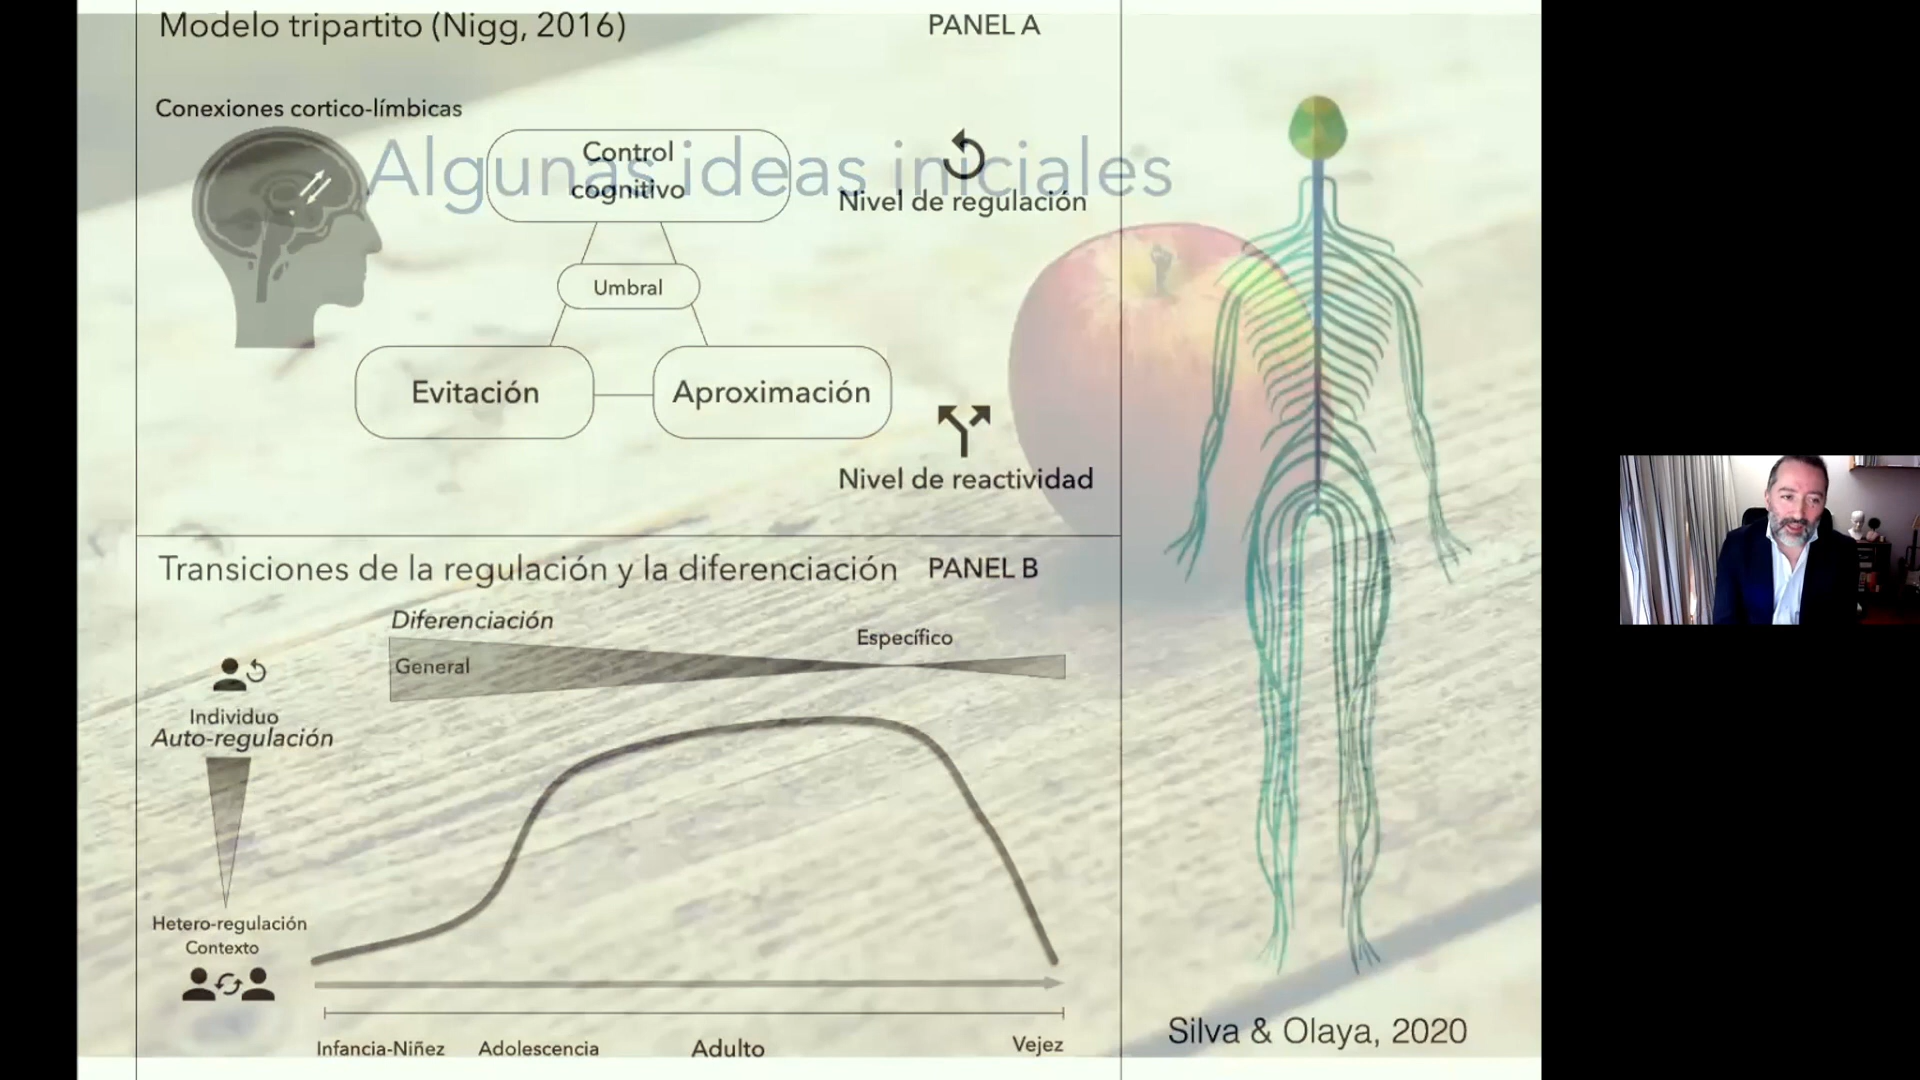 Modelo tripartito (Nigg, 2016)
PANEL A
Conexiones cortico-límbicas
Algunas ideas iniciales
Control
cognitivo
Nivel de regulación
Umbral
Evitación
Aproximación
Nivel de reactividad
Transiciones de la regulación y la diferenciación
PANEL B
Diferenciación
Específico
General
Individuo
Auto-regulación
Hetero-regulación
Contexto
Infancia-Niñez
Adolescencia
Adulto
Vejez
Silva & Olaya, 2020